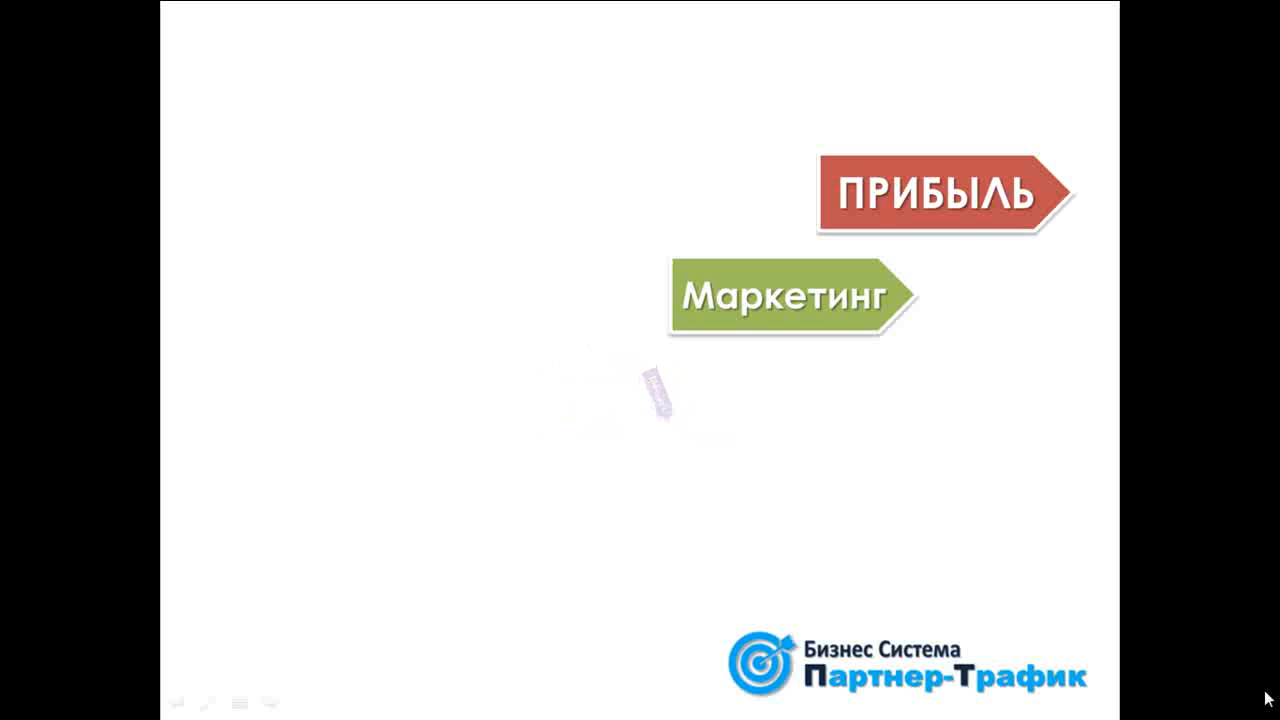 ПРИБЫЛЬ
Маркетинг
Бизнес Система
Партнер-Трафик